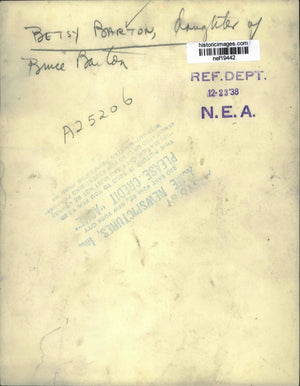 BETSY BARTON, daughter of
Bruce Barton
historicimages.com
nef19442
REF. DEPT.
12-23'38
N.E.A.
A25206
BY
NEWSPICTURES, Inc.
PLEASE CREDIT "ACME"